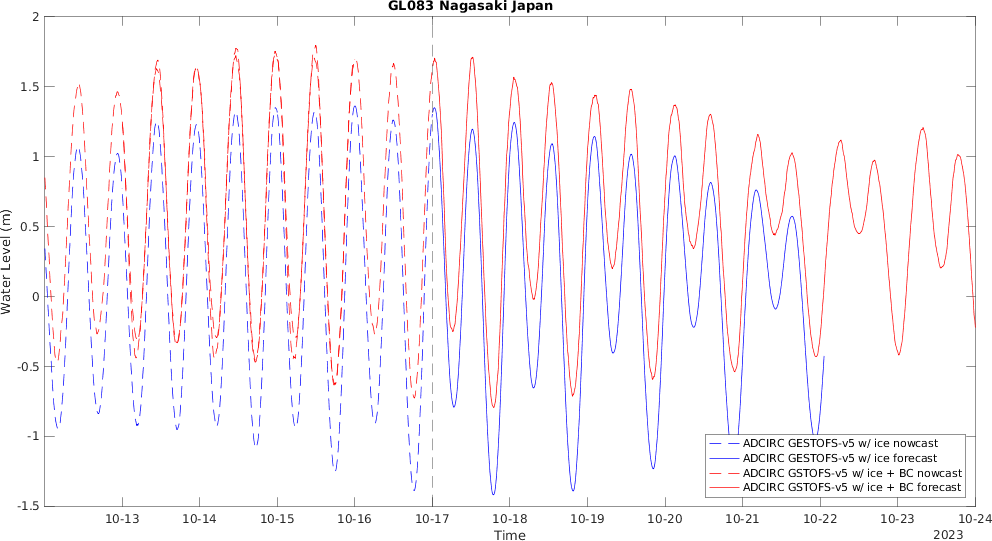 GL083 Nagasaki Japan
2
1.5
1
0.5
0
-0.5
-1
-1.5
Water Level (m)
ADCIRC GESTOFS-v5 w/ ice nowcast
ADCIRC GESTOFS-v5 w/ ice forecast
ADCIRC GSTOFS-v5 w/ ice + BC nowcast
ADCIRC GSTOFS-v5 w/ ice + BC forecast
10-13 10-14 10-15 10-16 10-17 10-18 10-19 10-20 10-21 10-22 10-23 10-24
Time
2023